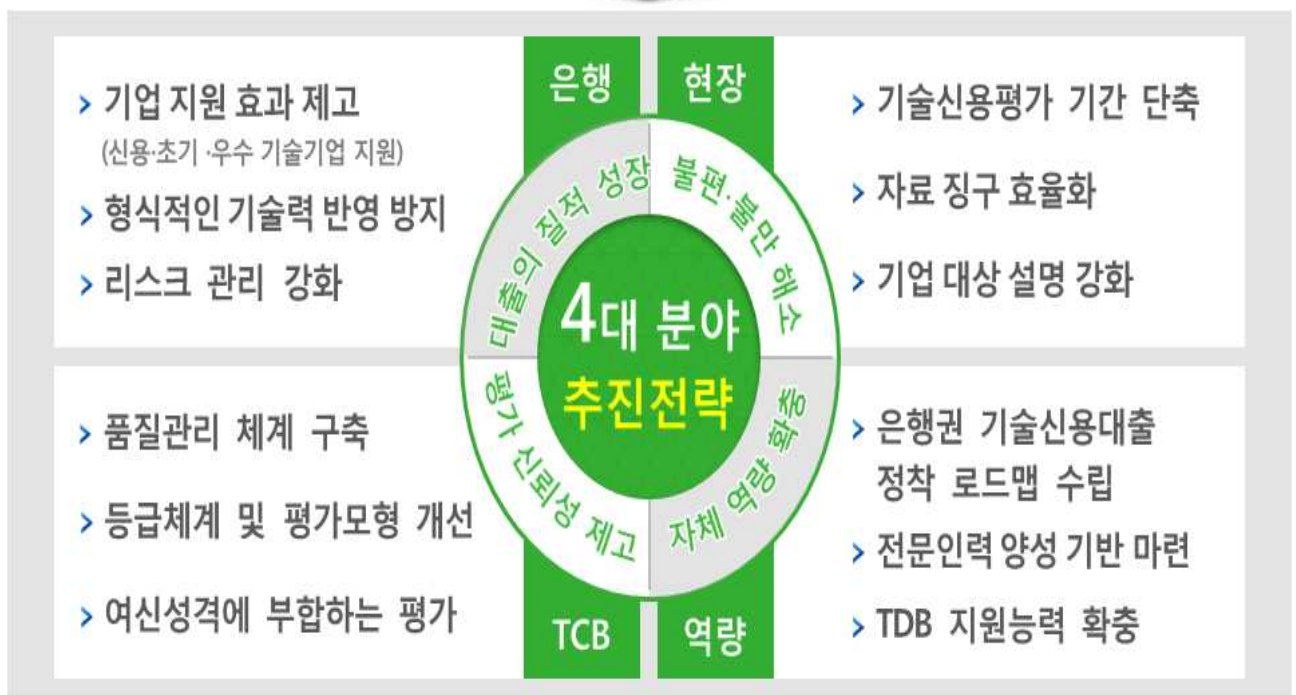 은행
대출의 질적 성장
> 기업 지원 효과 제고
(신용·초기·우수 기술기업 지원)
> 형식적인 기술력 반영 방지
> 리스크 관리 강화
현장
불편·불만 해소
> 기술신용평가 기간 단축
> 자료 징구 효율화
> 기업 대상 설명 강화
4대 분야
추진전략
TCB
평가 신뢰성 제고
> 품질관리 체계 구축
> 등급체계 및 평가모형 개선
> 여신성격에 부합하는 평가
역량
자체 역량 확충
> 은행권 기술신용대출
정착 로드맵 수립
> 전문인력 양성 기반 마련
> TDB 지원능력 확충